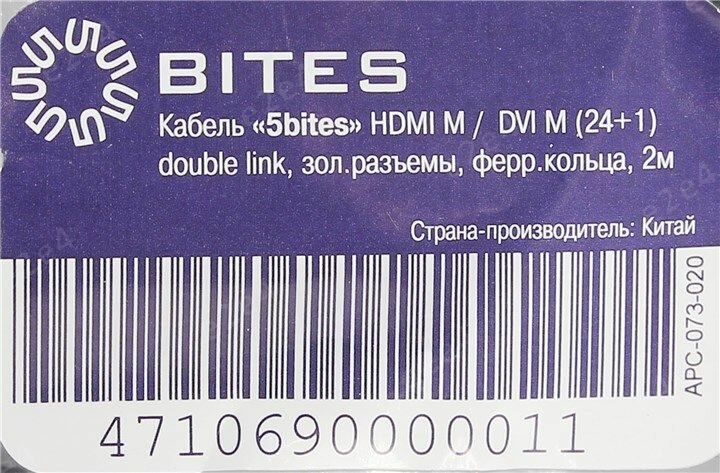 5 BITES
Кабель «5bites» HDMI M / DVI M (24+1)
double link, зол.разъемы, ферр.кольца, 2м
Страна-производитель: Китай
APC-073-020
4710690000011